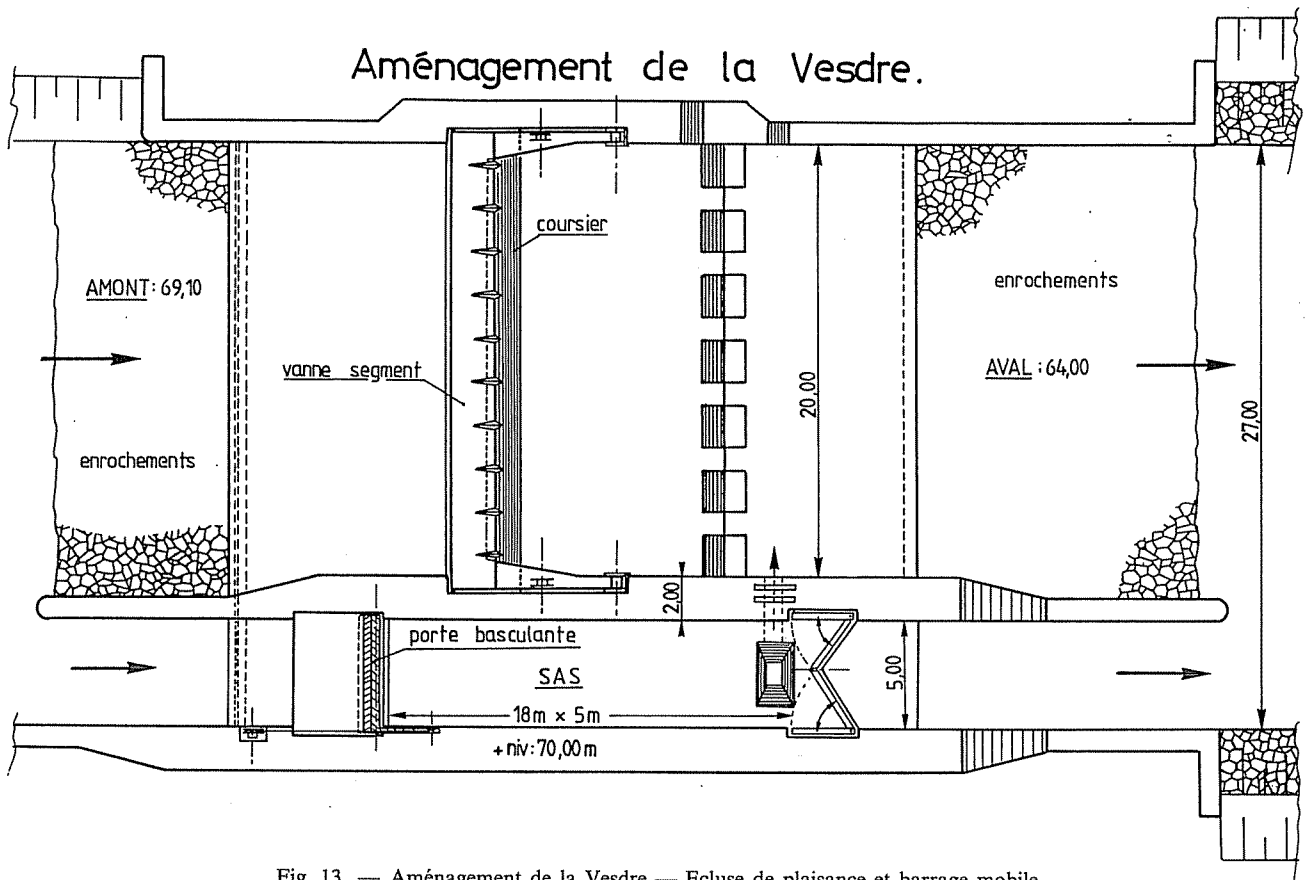 Aménagement de la Vesdre.
coursier
AMONT: 69,10
enrochements
vanne segment
AVAL: 64,00
20,00
27,00
enrochements
2,00
porte basculante
SAS
5,00
18m × 5m
+ niv: 70,00 m
Fig. 13. — Aménagement de la Vesdre — Ecluse de plaisance et barrage mobile.